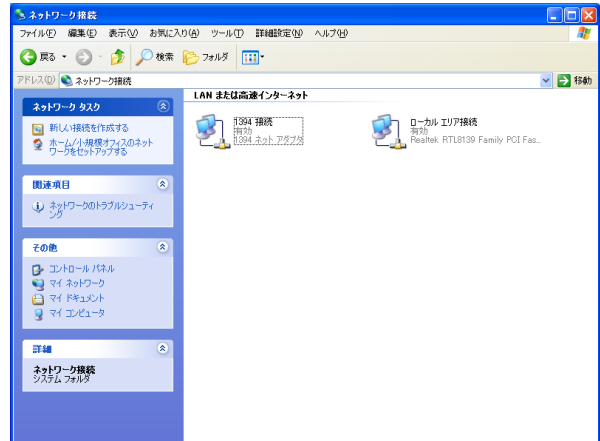 ネットワーク接続
ファイル(F) 編集(E) 表示(V) お気に入り(A) ツール(T) 詳細設定(N) ヘルプ(H)
戻る 検索 フォルダ
アドレス(D) ネットワーク接続 移動
ネットワーク タスク
新しい接続を作成する
ホーム/小規模オフィスのネット
ワークをセットアップする
関連項目
ネットワークのトラブルシューティ
ング
その他
コントロール パネル
マイ ネットワーク
マイ ドキュメント
マイ コンピュータ
詳細
ネットワーク接続
システム フォルダ
LAN または高速インターネット
1394 接続
有効
1394 ネット アダプタ
ローカル エリア接続
有効
Realtek RTL8139 Family PCI Fas...